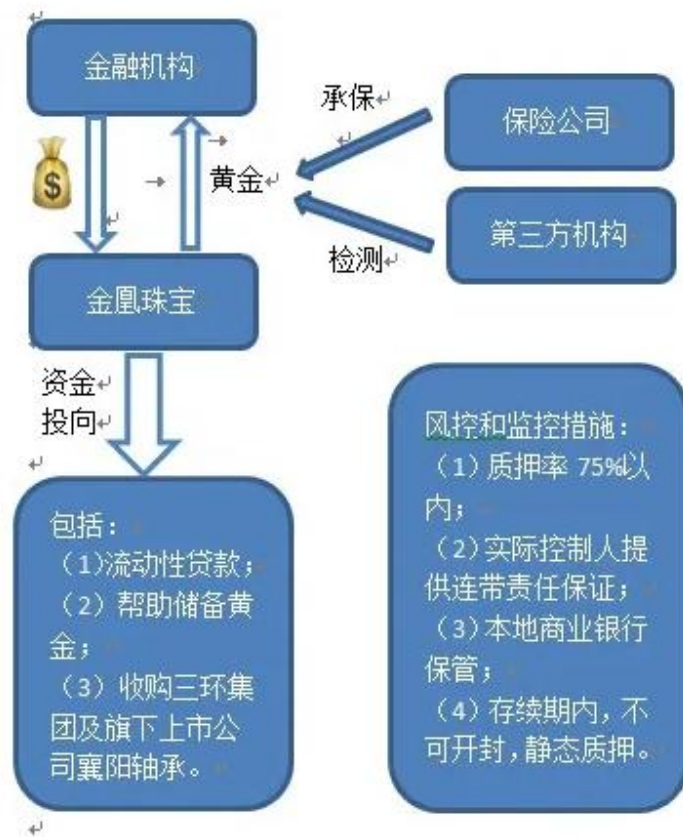 金融机构
承保
保险公司
黄金
第三方机构
检测
金凰珠宝
资金
投向
包括：
（1)流动性贷款；
（2）帮助储备黄
金；
（3）收购三环集
团及旗下上市公
司襄阳轴承。
风控和监控措施：
（1）质押率 75%以
内；
（2）实际控制人提
供连带责任保证；
（3）本地商业银行
保管；
（4）存续期内，不
可开封，静态质押。